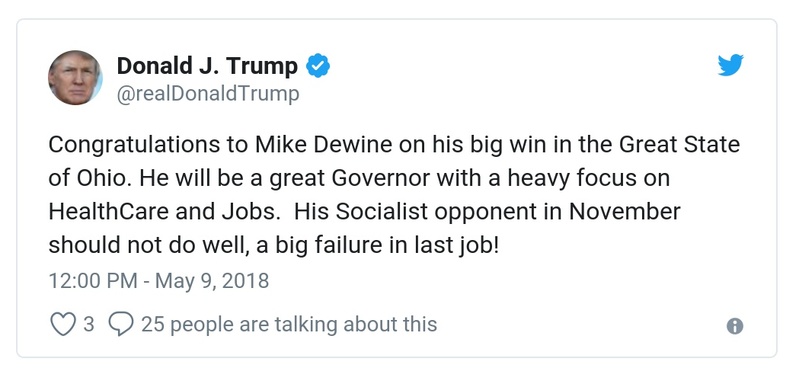 Donald J. Trump
@realDonaldTrump
Congratulations to Mike Dewine on his big win in the Great State
of Ohio. He will be a great Governor with a heavy focus on
HealthCare and Jobs.  His Socialist opponent in November
should not do well, a big failure in last job!
12:00 PM - May 9, 2018
3 25 people are talking about this